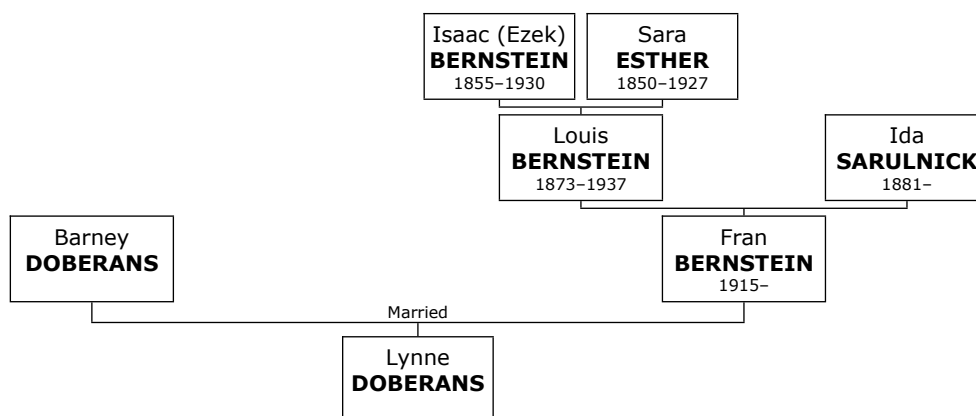 Isaac (Ezek)
BERNSTEIN
1855–1930
Sara
ESTHER
1850–1927
Louis
BERNSTEIN
1873–1937
Ida
SARULNICK
1881–
Barney
DOBERANS
Fran
BERNSTEIN
1915–
Married
Lynne
DOBERANS